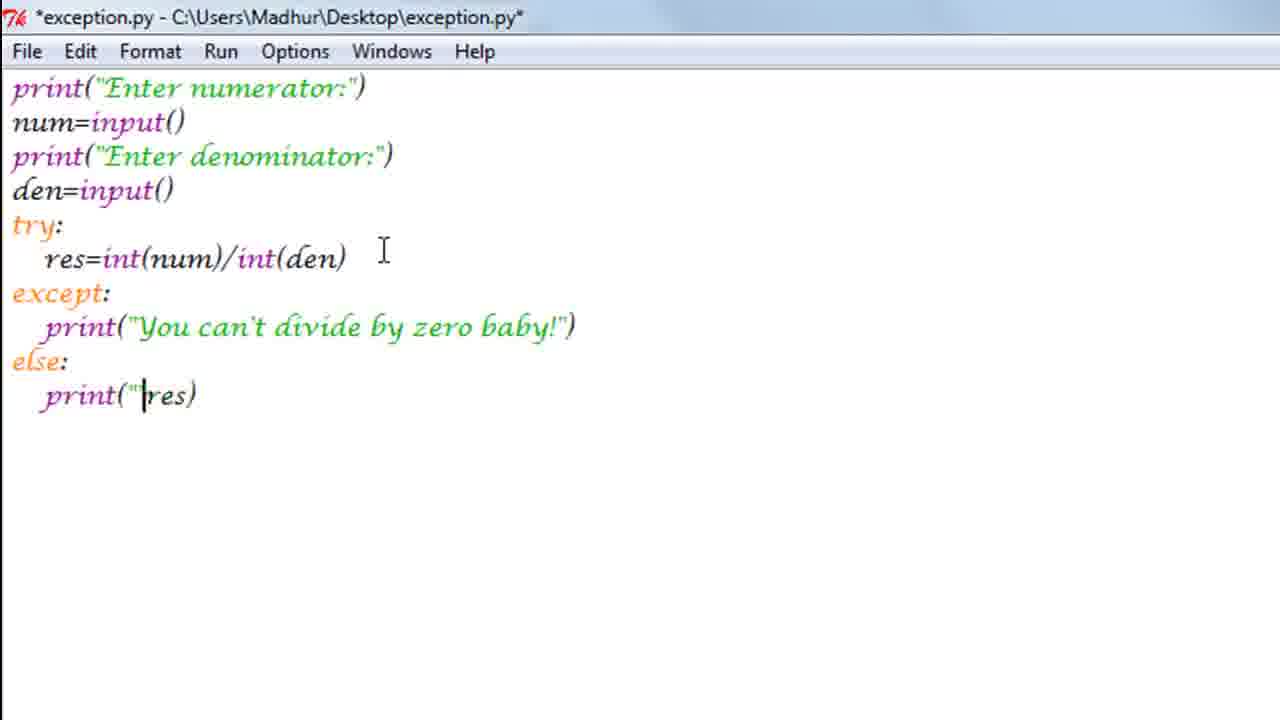 *exception.py - C:\Users\Madhur\Desktop\exception.py*
File Edit Format Run Options Windows Help
print("Enter numerator:")
num=input()
print("Enter denominator:")
den=input()
try:
    res=int(num)/int(den)
except:
    print("You can't divide by zero baby!")
else:
    print(""res)